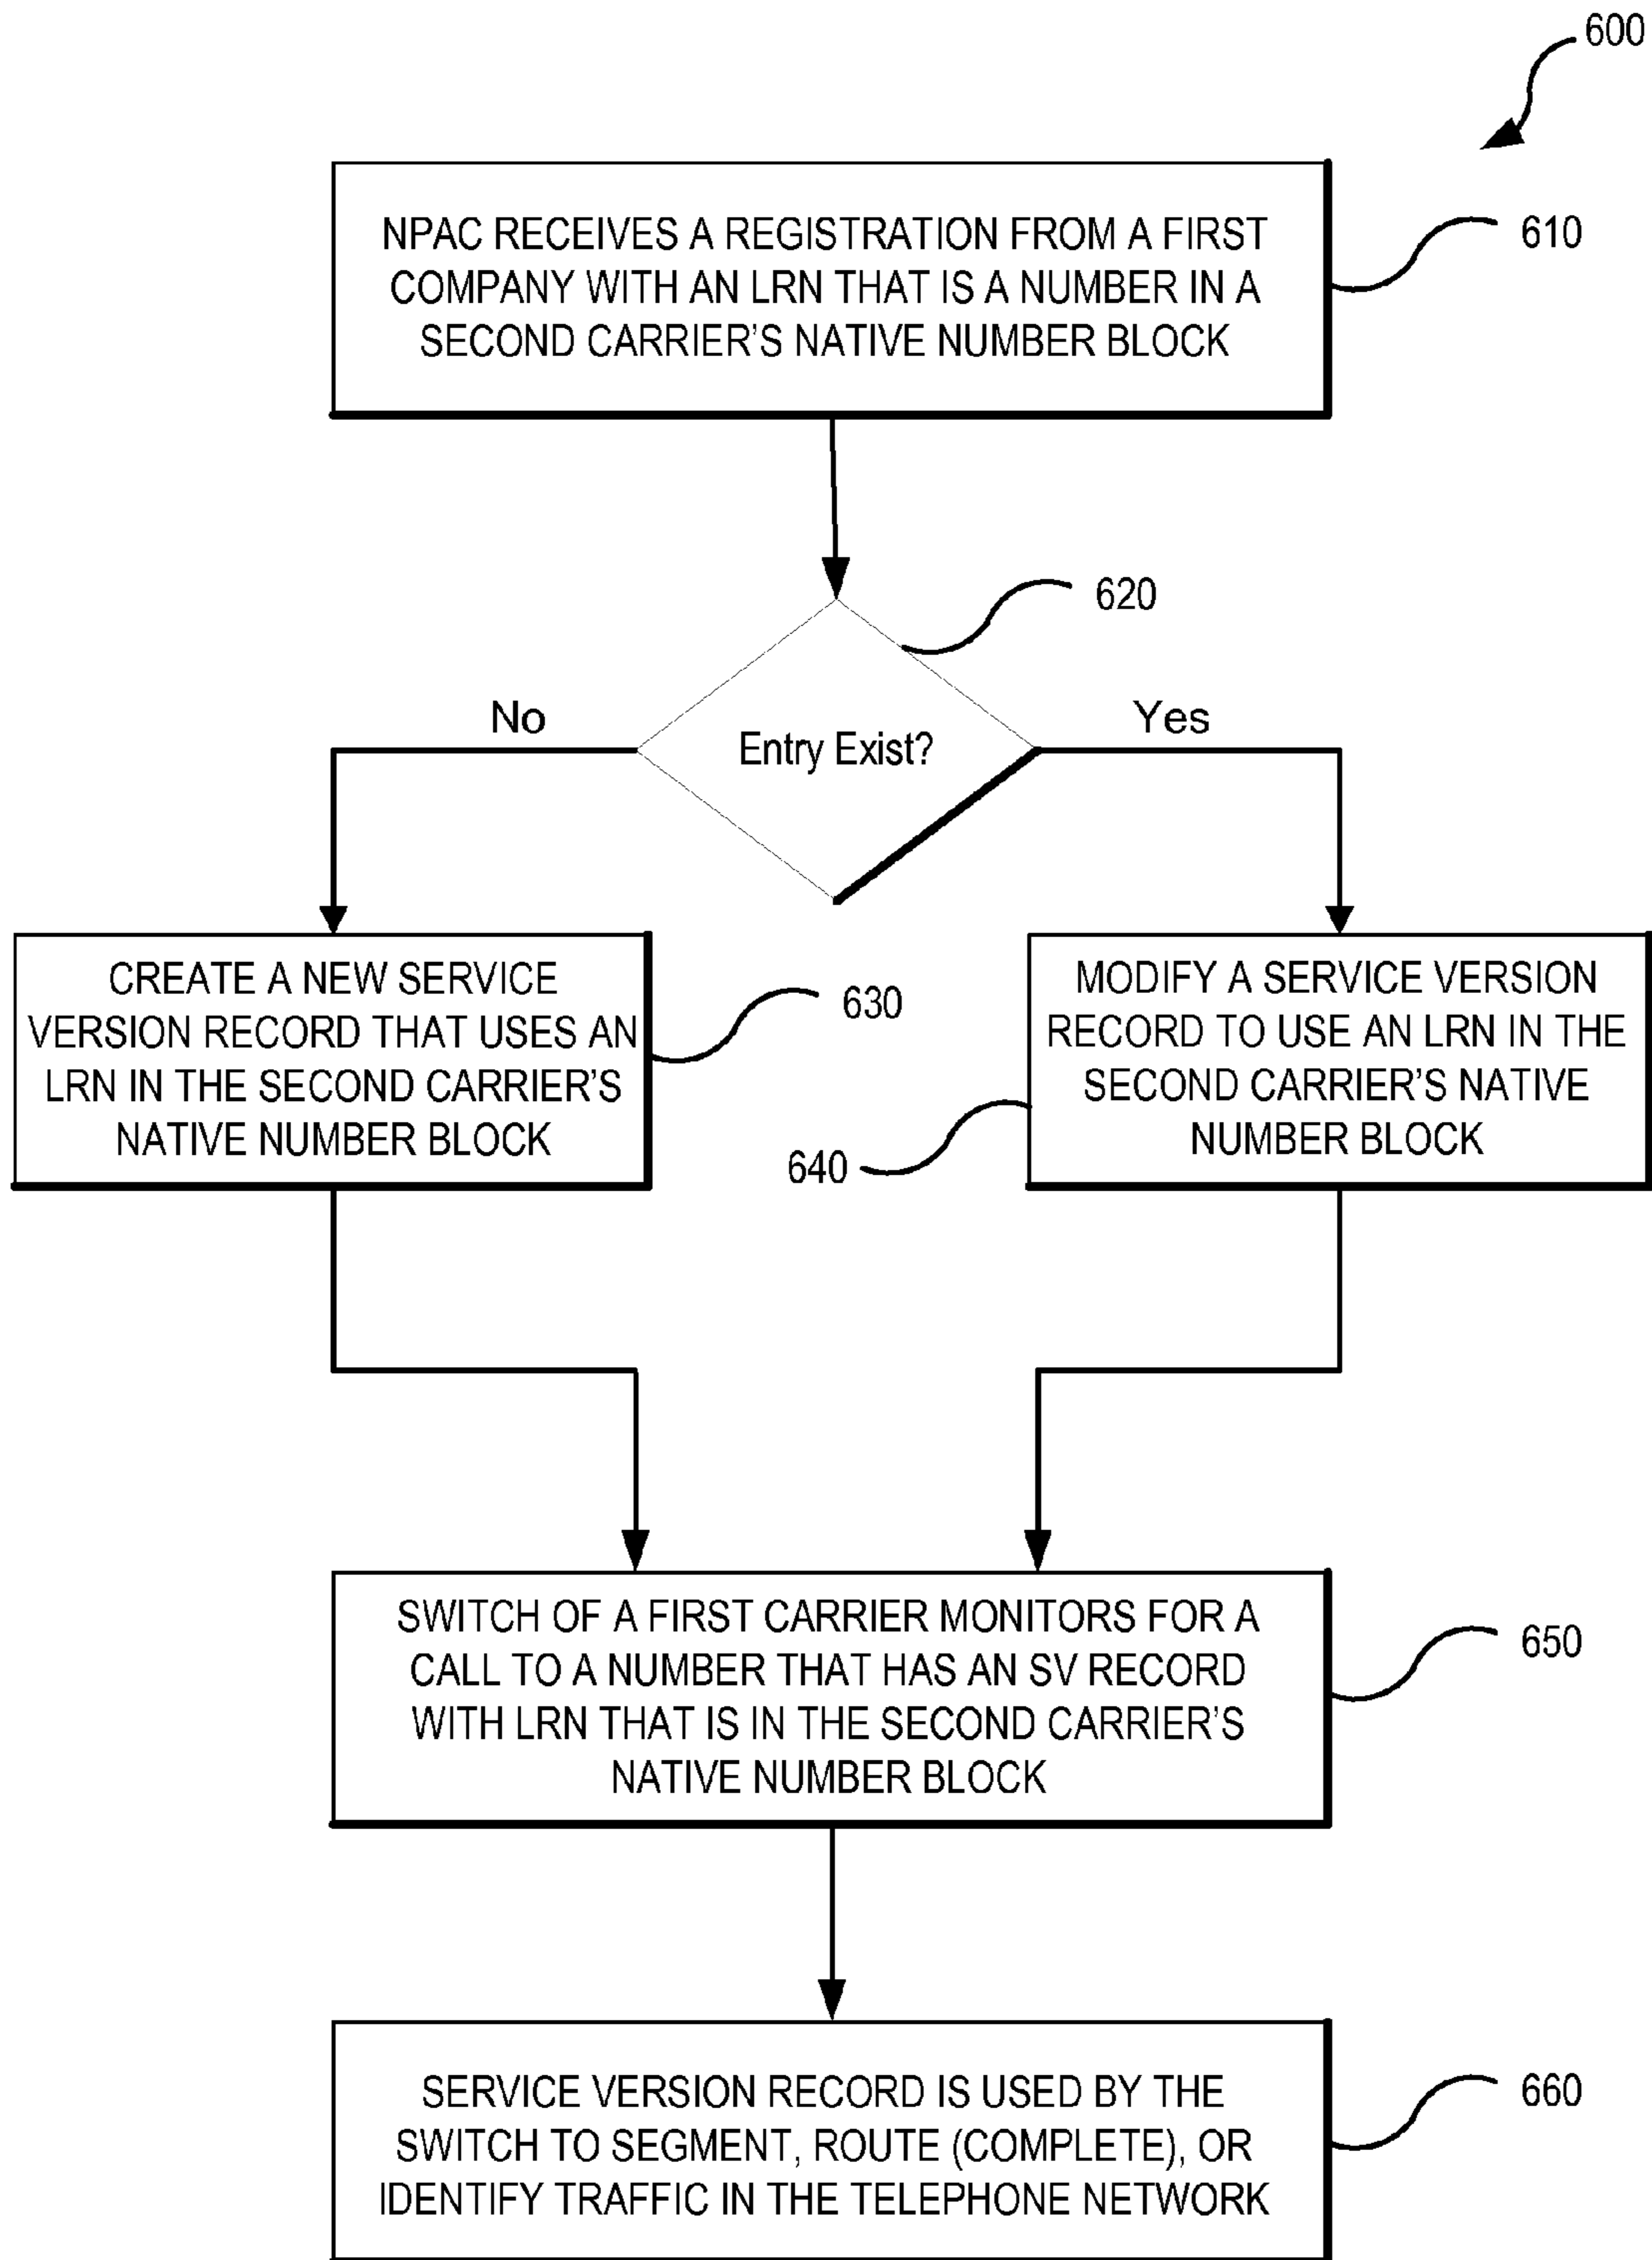 600
NPAC RECEIVES A REGISTRATION FROM A FIRST
COMPANY WITH AN LRN THAT IS A NUMBER IN A
SECOND CARRIER'S NATIVE NUMBER BLOCK
610
620
No
Entry Exist?
Yes
CREATE A NEW SERVICE
VERSION RECORD THAT USES AN
LRN IN THE SECOND CARRIER'S
NATIVE NUMBER BLOCK
630
MODIFY A SERVICE VERSION
RECORD TO USE AN LRN IN THE
SECOND CARRIER'S NATIVE
NUMBER BLOCK
640
SWITCH OF A FIRST CARRIER MONITORS FOR A
CALL TO A NUMBER THAT HAS AN SV RECORD
WITH LRN THAT IS IN THE SECOND CARRIER'S
NATIVE NUMBER BLOCK
650
SERVICE VERSION RECORD IS USED BY THE
SWITCH TO SEGMENT, ROUTE (COMPLETE), OR
IDENTIFY TRAFFIC IN THE TELEPHONE NETWORK
660